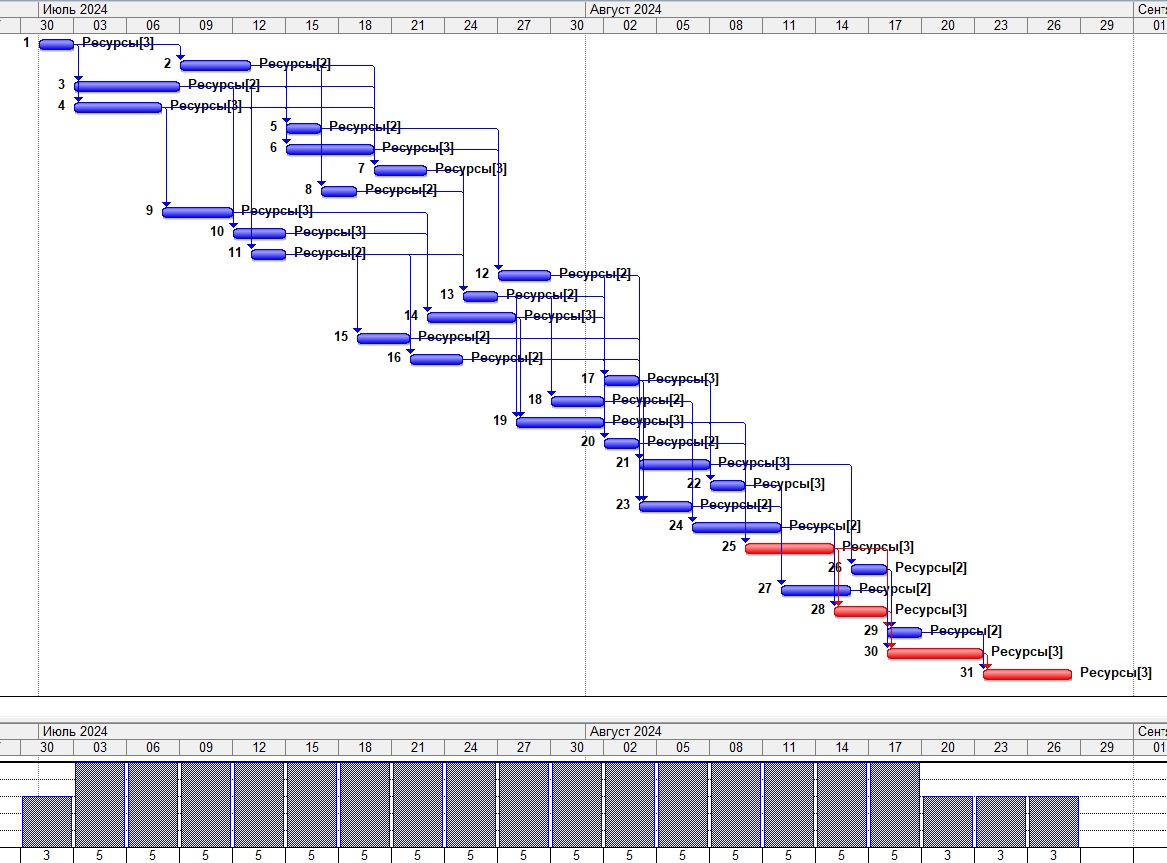 Июль 2024 Август 2024 Сент
30 03 06 09 12 15 18 21 24 27 30 02 05 08 11 14 17 20 23 26 29 01
1 Ресурсы[3]
2 Ресурсы[2]
3 Ресурсы[2]
4 Ресурсы[3]
5 Ресурсы[2]
6 Ресурсы[3]
7 Ресурсы[3]
8 Ресурсы[2]
9 Ресурсы[3]
10 Ресурсы[3]
11 Ресурсы[2]
12 Ресурсы[2]
13 Ресурсы[2]
14 Ресурсы[3]
15 Ресурсы[2]
16 Ресурсы[2]
17 Ресурсы[3]
18 Ресурсы[2]
19 Ресурсы[3]
20 Ресурсы[2]
21 Ресурсы[3]
22 Ресурсы[3]
23 Ресурсы[2]
24 Ресурсы[2]
25 Ресурсы[3]
26 Ресурсы[2]
27 Ресурсы[2]
28 Ресурсы[3]
29 Ресурсы[2]
30 Ресурсы[3]
31 Ресурсы[3]
Июль 2024 Август 2024 Сент
30 03 06 09 12 15 18 21 24 27 30 02 05 08 11 14 17 20 23 26 29 01
3 5 5 5 5 5 5 5 5 5 5 5 5 5 5 5 5 3 3 3